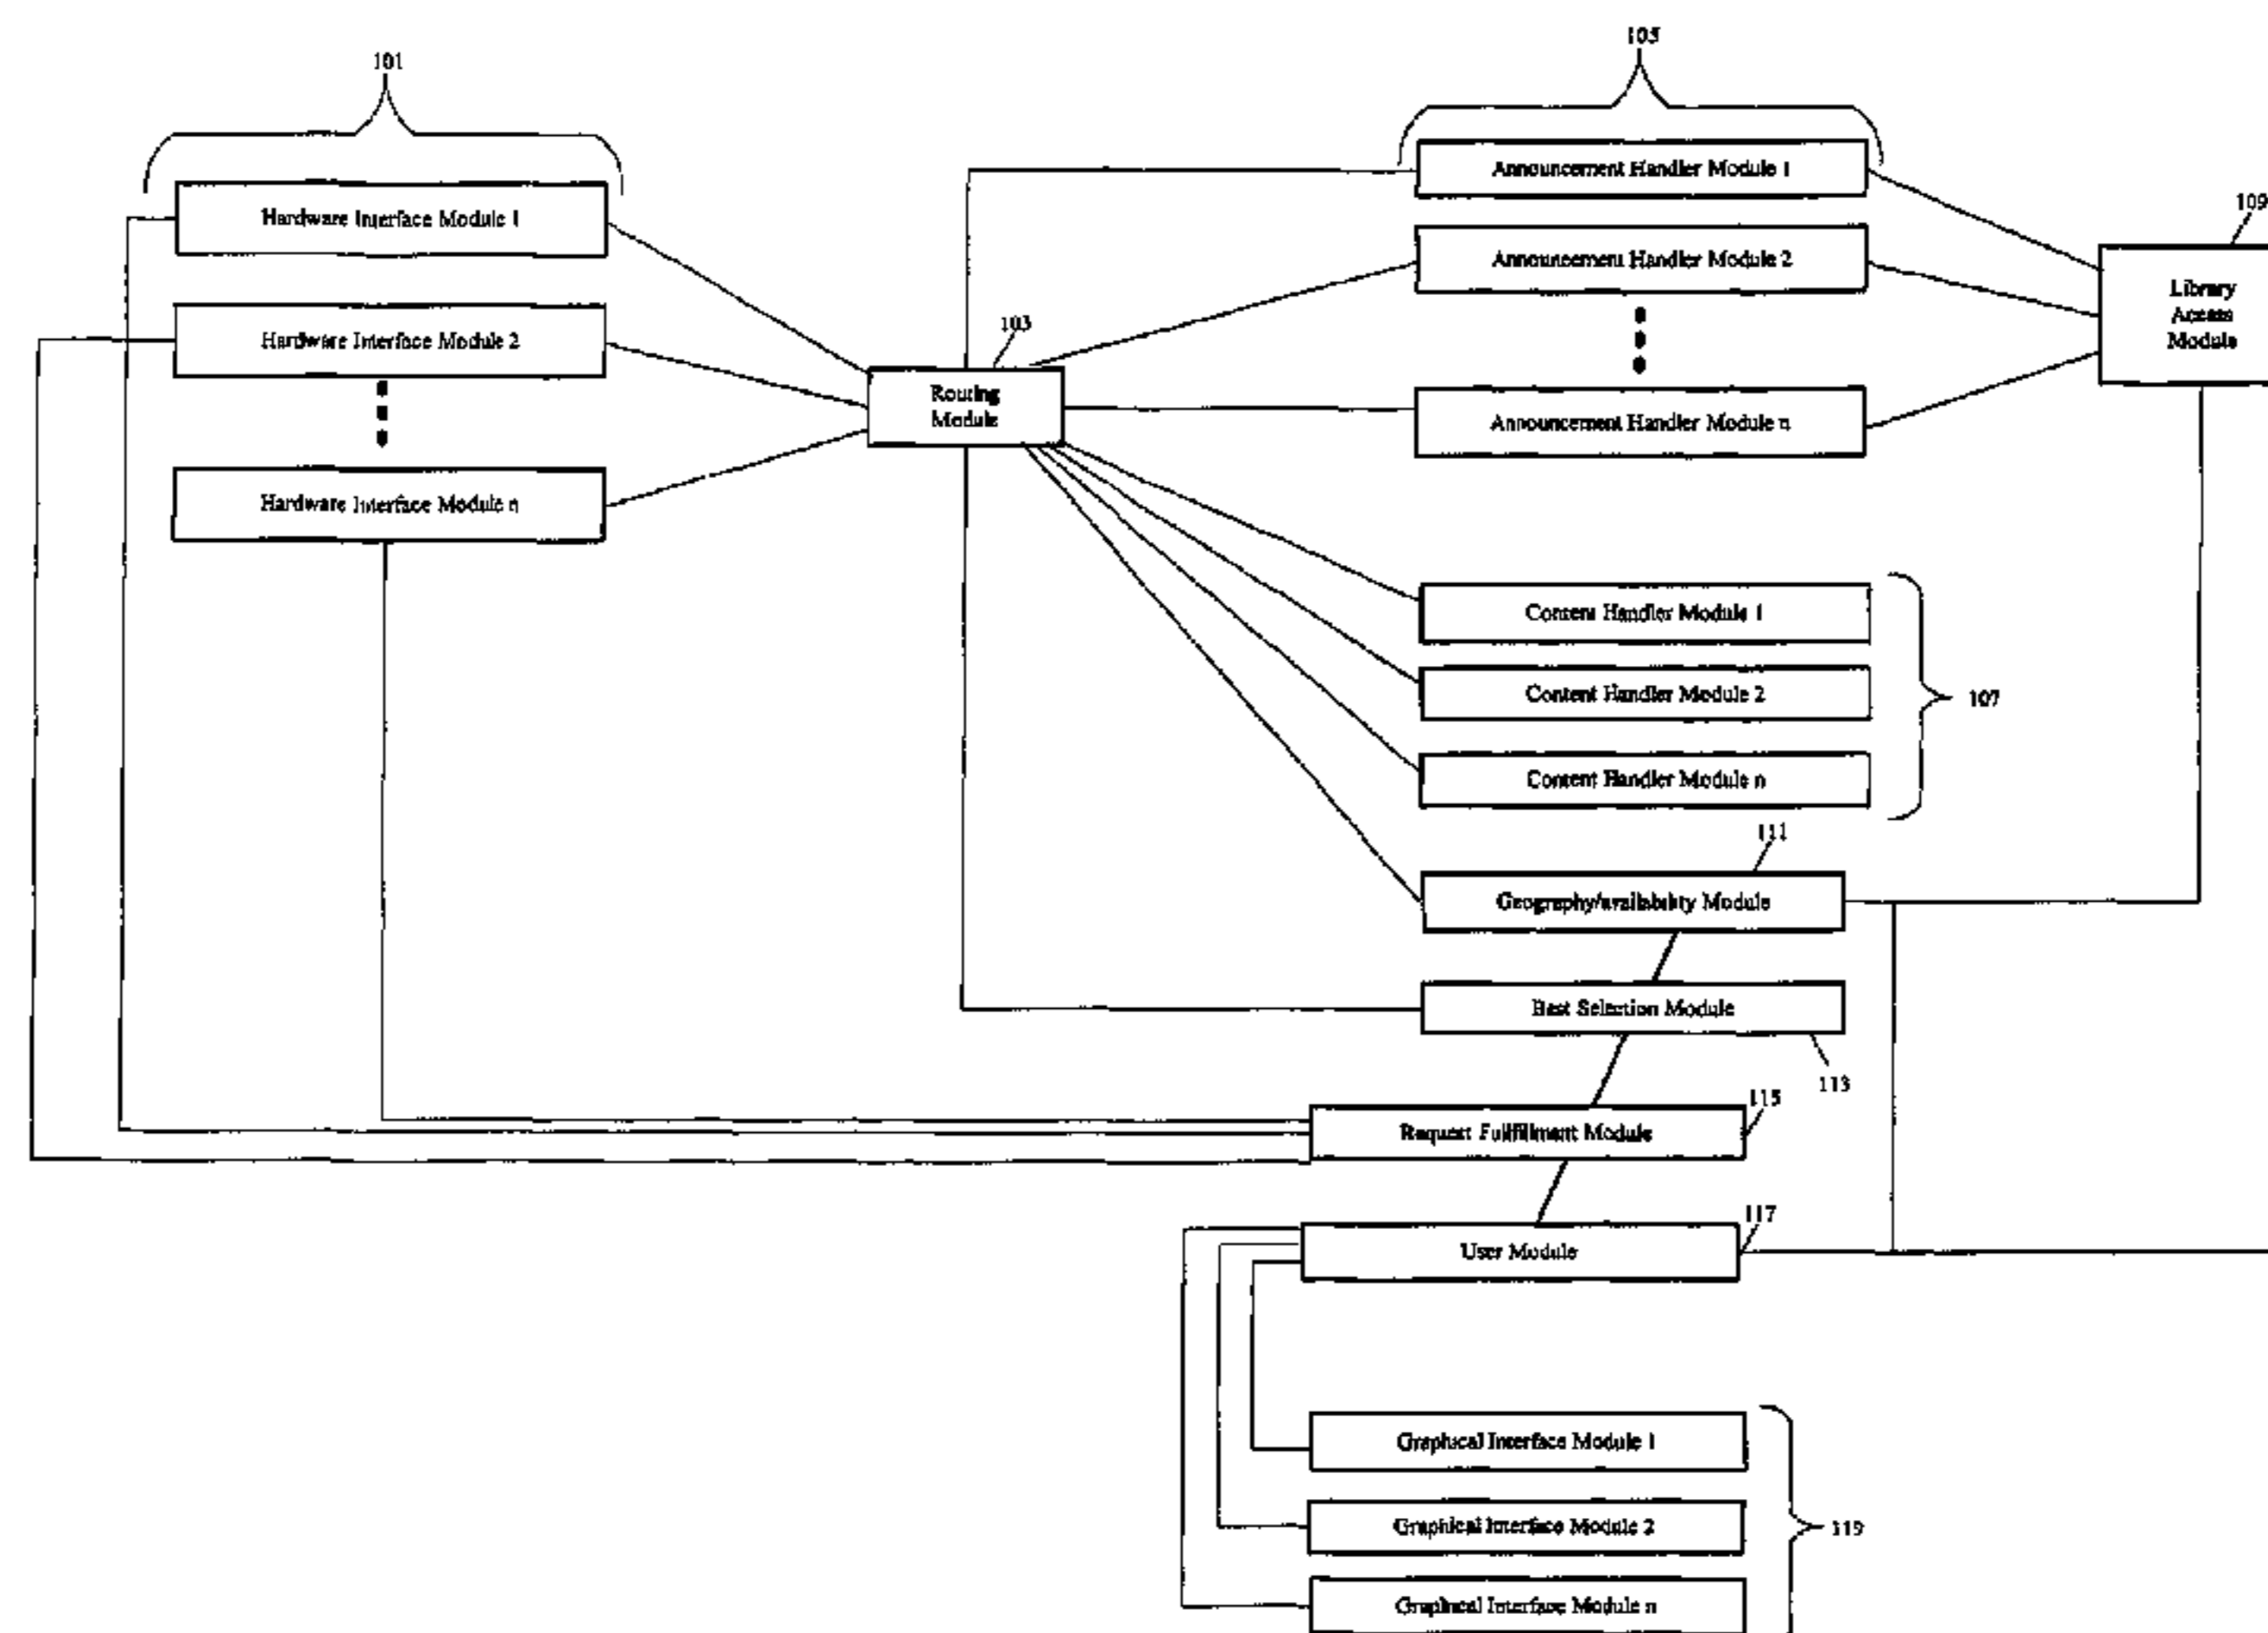 101
105
Hardware Interface Module 1
Announcement Handler Module 1
109
Hardware Interface Module 2
Announcement Handler Module 2
Library
Access
Module
103
Routing
Module
Announcement Handler Module n
Hardware Interface Module n
Content Handler Module 1
Content Handler Module 2
107
Content Handler Module n
111
Geography/availability Module
Best Selection Module
113
115
Request Fullfillment Module
117
User Module
Graphical Interface Module 1
Graphical Interface Module 2
119
Graphical Interface Module n